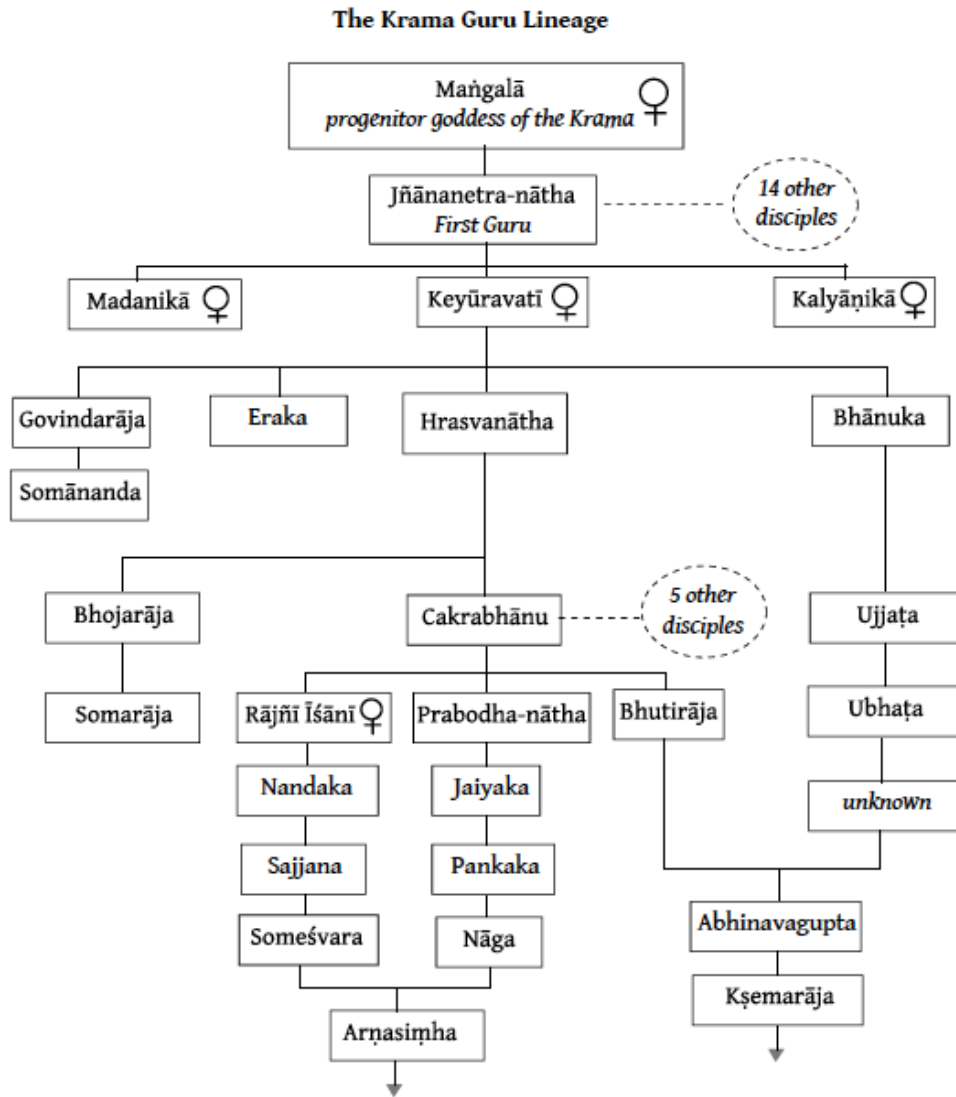 The Krama Guru Lineage
Maṅgalā
progenitor goddess of the Krama
Jñānanetra-nātha
First Guru
14 other
disciples
Madanikā
Keyūravatī
Kalyāṇikā
Govindarāja
Eraka
Hrasvanātha
Bhānuka
Somānanda
Bhojarāja
Cakrabhānu
5 other
disciples
Ujjaṭa
Somarāja
Rājñī Īśānī
Prabodha-nātha
Bhutirāja
Ubhaṭa
Nandaka
Jaiyaka
unknown
Sajjana
Pankaka
Someśvara
Nāga
Abhinavagupta
Kṣemarāja
Arṇasiṃha